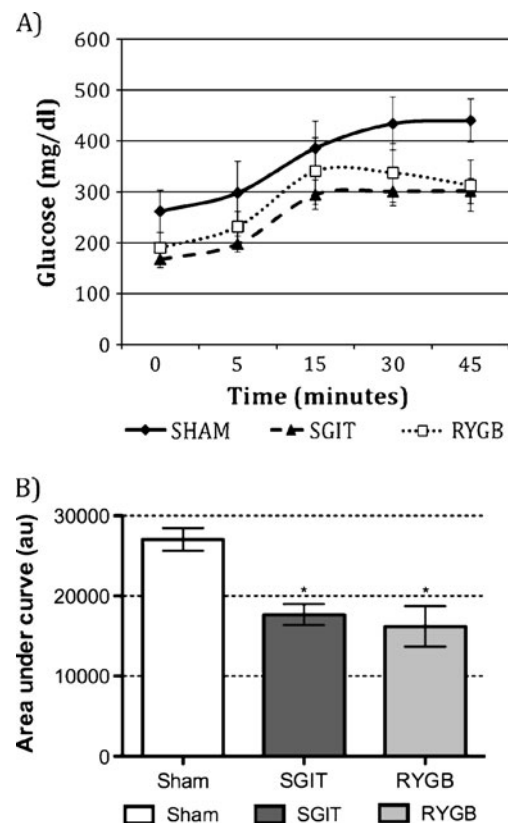 A)
600
500
400
300
200
100
0
Glucose (mg/dl)
0 5 15 30 45
Time (minutes)
SHAM SGIT RYGB
B)
30000
20000
10000
0
Area under curve (au)
* *
Sham SGIT RYGB
Sham SGIT RYGB